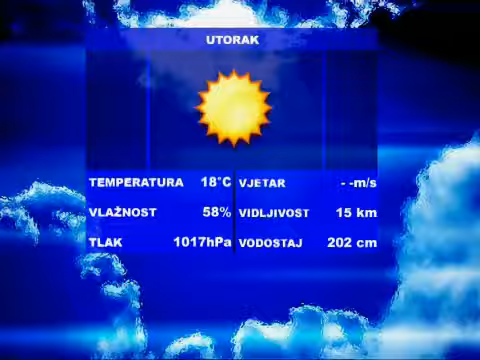 UTORAK
TEMPERATURA 18°C VJETAR - -m/s
VLAŽNOST 58% VIDLJIVOST 15 km
TLAK 1017hPa VODOSTAJ 202 cm